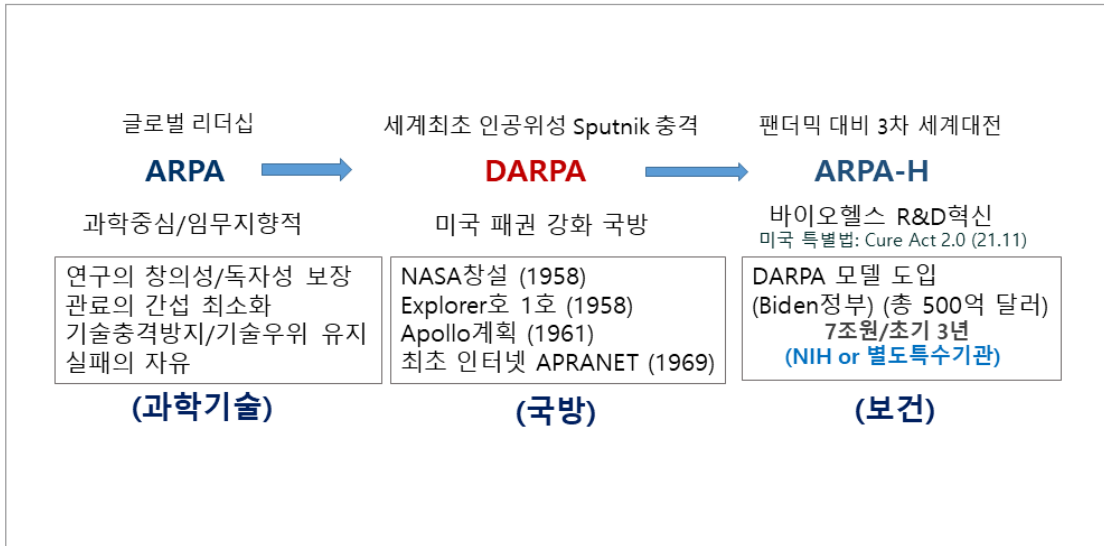 글로벌 리더십
ARPA
과학중심/임무지향적
연구의 창의성/독자성 보장
관료의 간섭 최소화
기술충격방지/기술우위 유지
실패의 자유
(과학기술)
세계최초 인공위성 Sputnik 충격
DARPA
미국 패권 강화 국방
NASA창설 (1958)
Explorer호 1호 (1958)
Apollo계획 (1961)
최초 인터넷 APRANET (1969)
(국방)
팬더믹 대비 3차 세계대전
ARPA-H
바이오헬스 R&D혁신
미국 특별법: Cure Act 2.0 (21.11)
DARPA 모델 도입
(Biden정부) (총 500억 달러)
7조원/초기 3년
(NIH or 별도특수기관)
(보건)